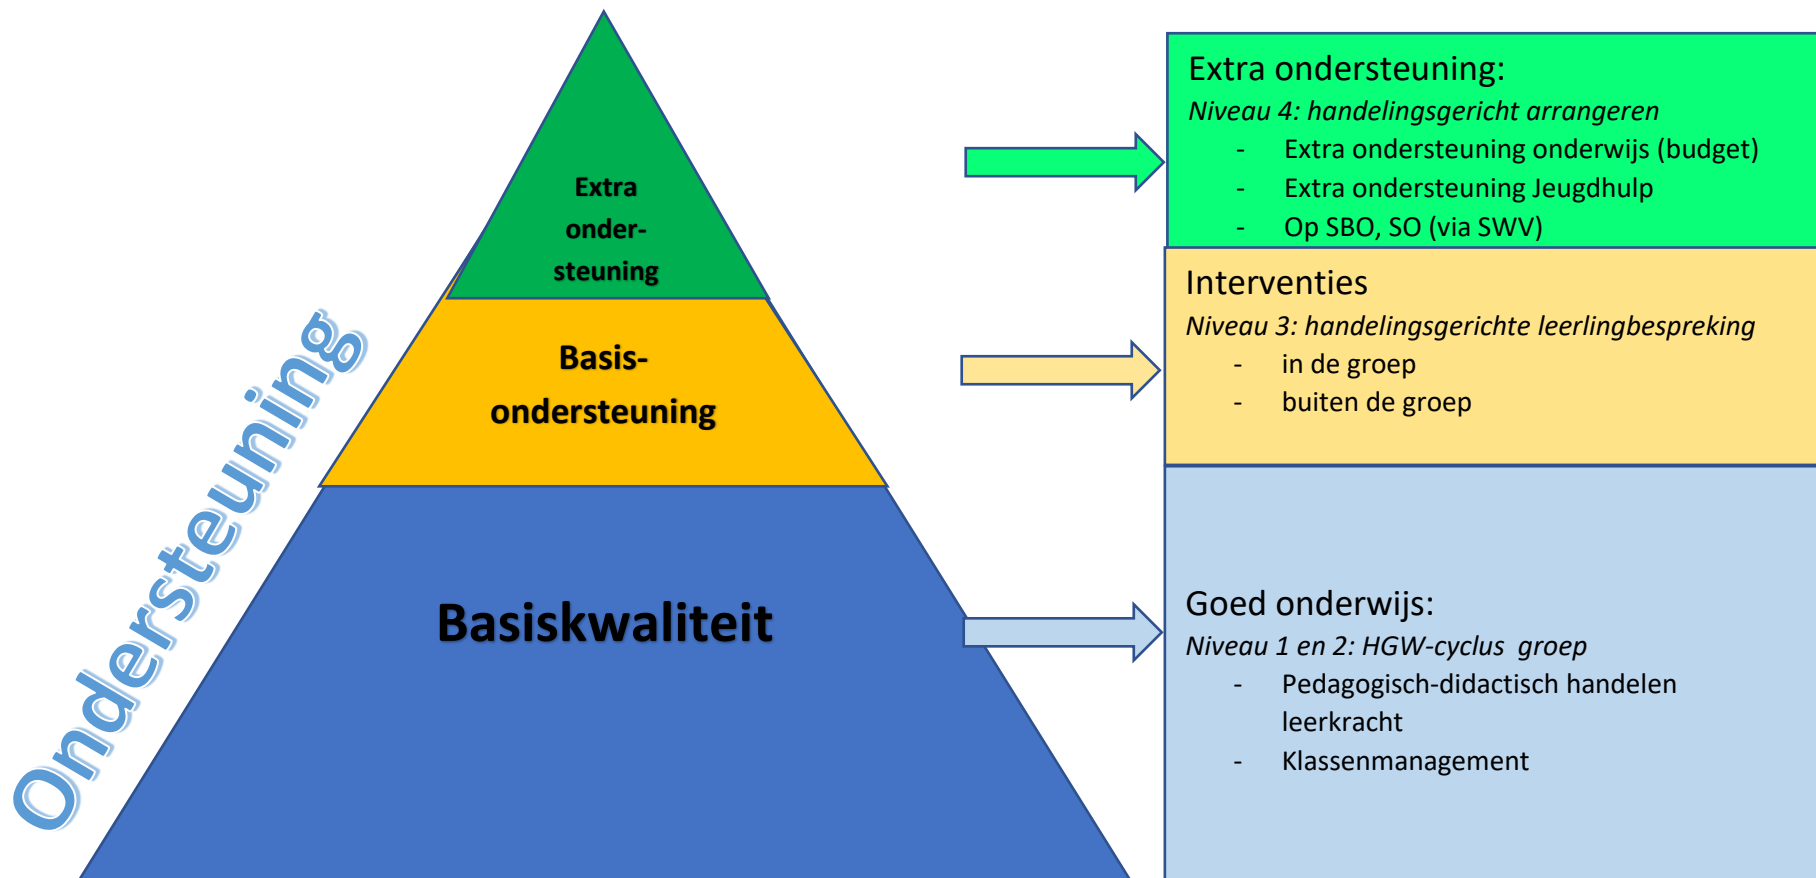 Ondersteuning
Extra
onder-
steuning
Basis-
ondersteuning
Basiskwaliteit
Extra ondersteuning:
Niveau 4: handelingsgericht arrangeren
- Extra ondersteuning onderwijs (budget)
- Extra ondersteuning Jeugdhulp
- Op SBO, SO (via SWV)
Interventies
Niveau 3: handelingsgerichte leerlingbespreking
- in de groep
- buiten de groep
Goed onderwijs:
Niveau 1 en 2: HGW-cyclus  groep
- Pedagogisch-didactisch handelen
leerkracht
- Klassenmanagement